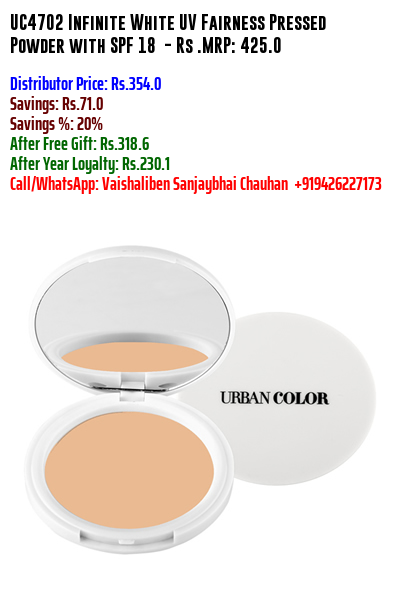 UC4702 Infinite White UV Fairness Pressed
Powder with SPF 18 - Rs .MRP: 425.0
Distributor Price: Rs.354.0
Savings: Rs.71.0
Savings %: 20%
After Free Gift: Rs.318.6
After Year Loyalty: Rs.230.1
Call/WhatsApp: Vaishaliben Sanjaybhai Chauhan +919426227173
URBAN COLOR